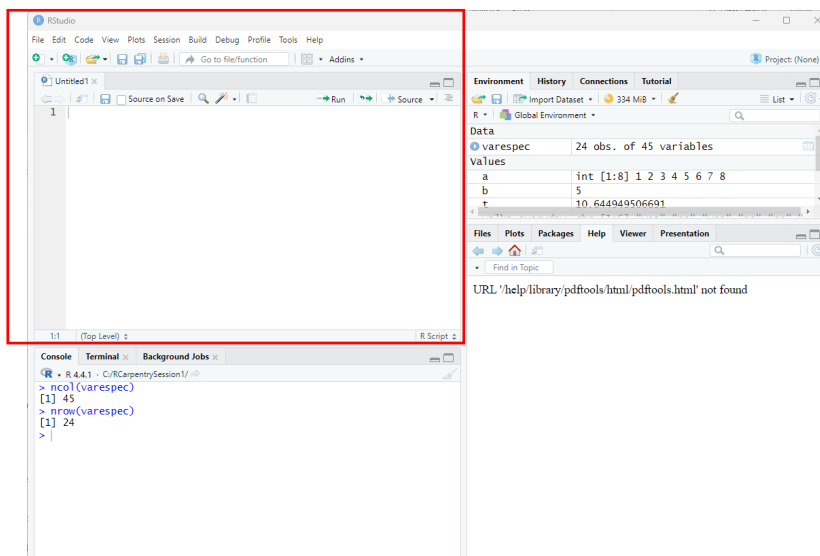 RStudio
File Edit Code View Plots Session Build Debug Profile Tools Help
Go to file/function Addins
Project: (None)
Untitled1
Source on Save Run Source
1
1:1 (Top Level) R Script
Console Terminal Background Jobs
R 4.4.1 · C:/RCarpentrySession1/
> ncol(varespec)
[1] 45
> nrow(varespec)
[1] 24
>
Environment History Connections Tutorial
Import Dataset 334 MiB List
R Global Environment
Data
varespec 24 obs. of 45 variables
Values
a int [1:8] 1 2 3 4 5 6 7 8
b 5
t 10.644949506691
Files Plots Packages Help Viewer Presentation
Find in Topic
URL '/help/library/pdftools/html/pdftools.html' not found